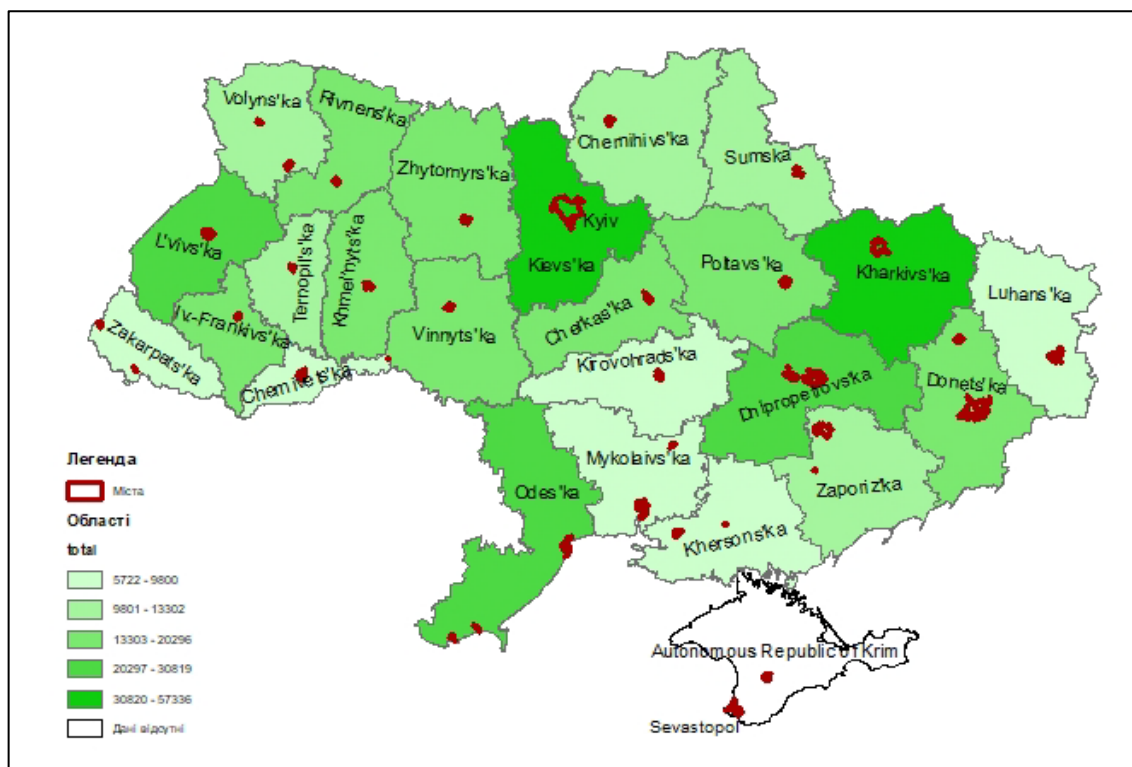 Volyns'ka
Rivnens'ka
Zhytomyrs'ka
Chernihivs'ka
Sumska
Kyiv
Kievs'ka
L'vivs'ka
Ternopil's'ka
Khmel'nyts'ka
Poltavs'ka
Kharkivs'ka
Luhans'ka
Iv.-Frankivs'ka
Vinnyts'ka
Cherkas'ka
Zakarpats'ka
Chernivets'ka
Kirovohrads'ka
Dnipropetrovs'ka
Donets'ka
Mykolaivs'ka
Odes'ka
Zaporiz'ka
Khersons'ka
Autonomous Republic of Krim
Sevastopol
Легенда
Міста
Області
total
5722 - 9800
9801 - 13302
13303 - 20296
20297 - 30819
30820 - 57336
Дані відсутні